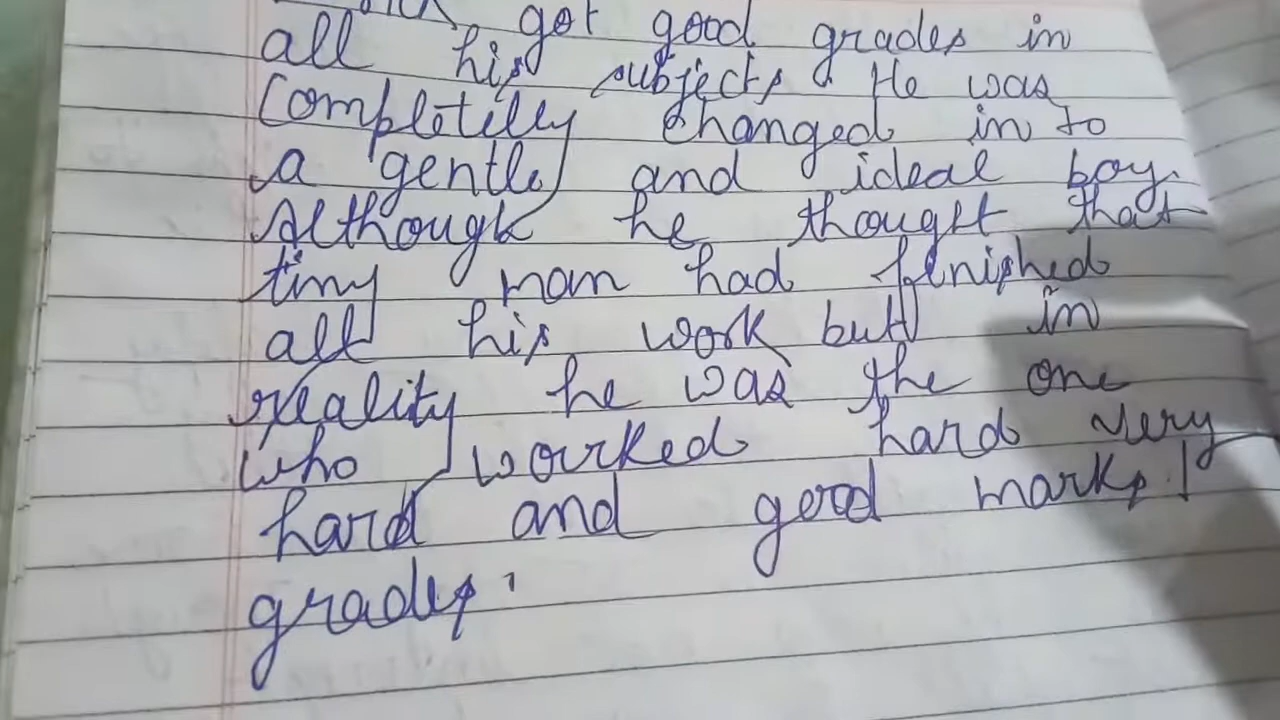 got good grades in
all his subjects. He was
Completilly changed in to
a gentle and ideal boy.
Although he thought that
tiny man had finished
all his work but in
reality he was the one
who worked hard very
hard and good marks!
grades.